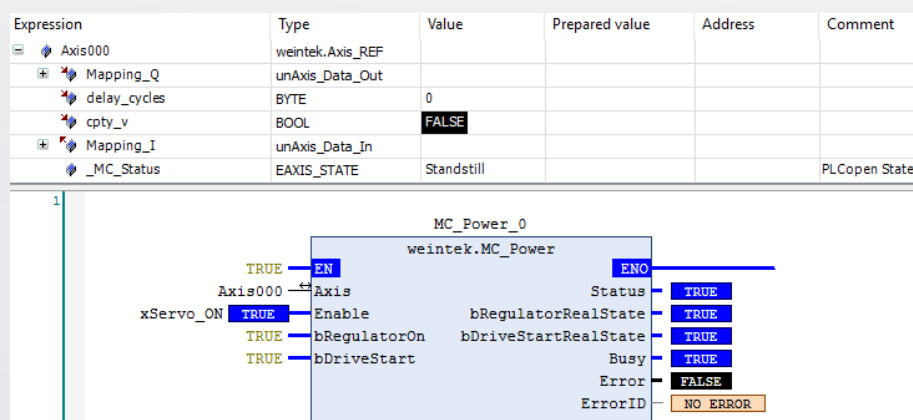 Expression Type Value Prepared value Address Comment
Axis000 weintek.Axis_REF
Mapping_Q unAxis_Data_Out
delay_cycles BYTE 0
cpty_v BOOL FALSE
Mapping_I unAxis_Data_In
_MC_Status EAXIS_STATE Standstill PLCopen State
1
MC_Power_0
weintek.MC_Power
TRUE EN ENO
Axis000 Axis Status TRUE
xServo_ON TRUE Enable bRegulatorRealState TRUE
TRUE bRegulatorOn bDriveStartRealState TRUE
TRUE bDriveStart Busy TRUE
Error FALSE
ErrorID NO ERROR